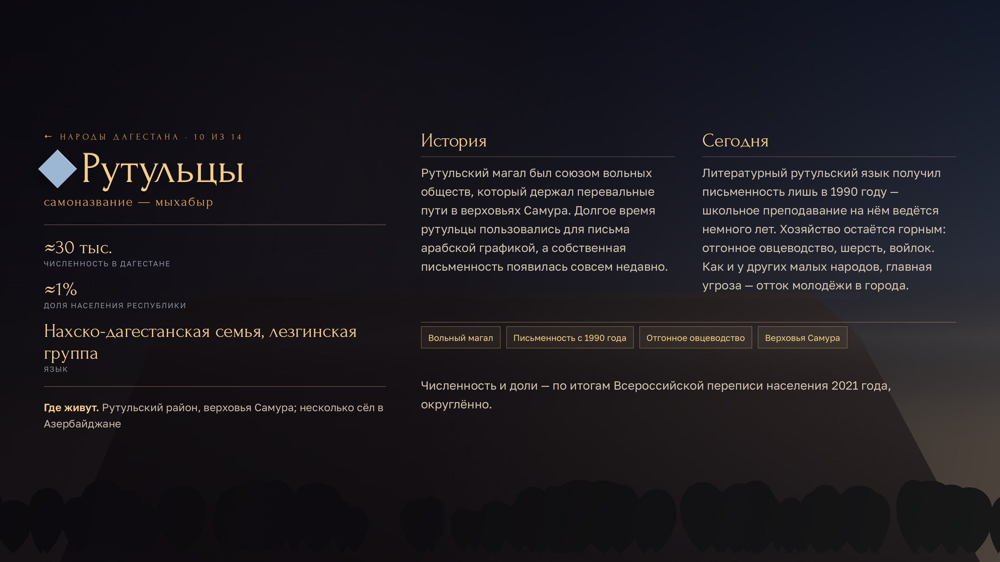 ← НАРОДЫ ДАГЕСТАНА · 10 ИЗ 14
Рутульцы
самоназвание — мыхабыр
≈30 тыс.
ЧИСЛЕННОСТЬ В ДАГЕСТАНЕ
≈1%
ДОЛЯ НАСЕЛЕНИЯ РЕСПУБЛИКИ
Нахско-дагестанская семья, лезгинская
группа
ЯЗЫК
Где живут. Рутульский район, верховья Самура; несколько сёл в
Азербайджане
История
Рутульский магал был союзом вольных
обществ, который держал перевальные
пути в верховьях Самура. Долгое время
рутульцы пользовались для письма
арабской графикой, а собственная
письменность появилась совсем недавно.
Сегодня
Литературный рутульский язык получил
письменность лишь в 1990 году —
школьное преподавание на нём ведётся
немного лет. Хозяйство остаётся горным:
отгонное овцеводство, шерсть, войлок.
Как и у других малых народов, главная
угроза — отток молодёжи в города.
Вольный магал
Письменность с 1990 года
Отгонное овцеводство
Верховья Самура
Численность и доли — по итогам Всероссийской переписи населения 2021 года,
округлённо.